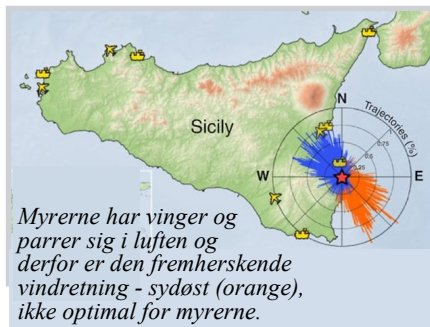 N
Trajectories (%)
1
0.75
0.5
0.25
Sicily
W
E
Myrerne har vinger og
parrer sig i luften og
derfor er den fremherskende
vindretning - sydøst (orange),
ikke optimal for myrerne.